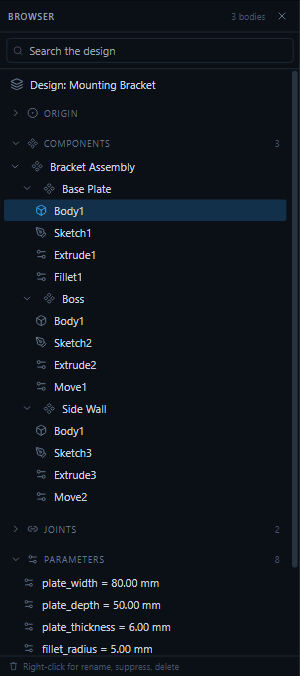 BROWSER 3 bodies
Search the design
Design: Mounting Bracket
ORIGIN
COMPONENTS 3
Bracket Assembly
Base Plate
Body1
Sketch1
Extrude1
Fillet1
Boss
Body1
Sketch2
Extrude2
Move1
Side Wall
Body1
Sketch3
Extrude3
Move2
JOINTS 2
PARAMETERS 8
plate_width = 80.00 mm
plate_depth = 50.00 mm
plate_thickness = 6.00 mm
fillet_radius = 5.00 mm
Right-click for rename, suppress, delete